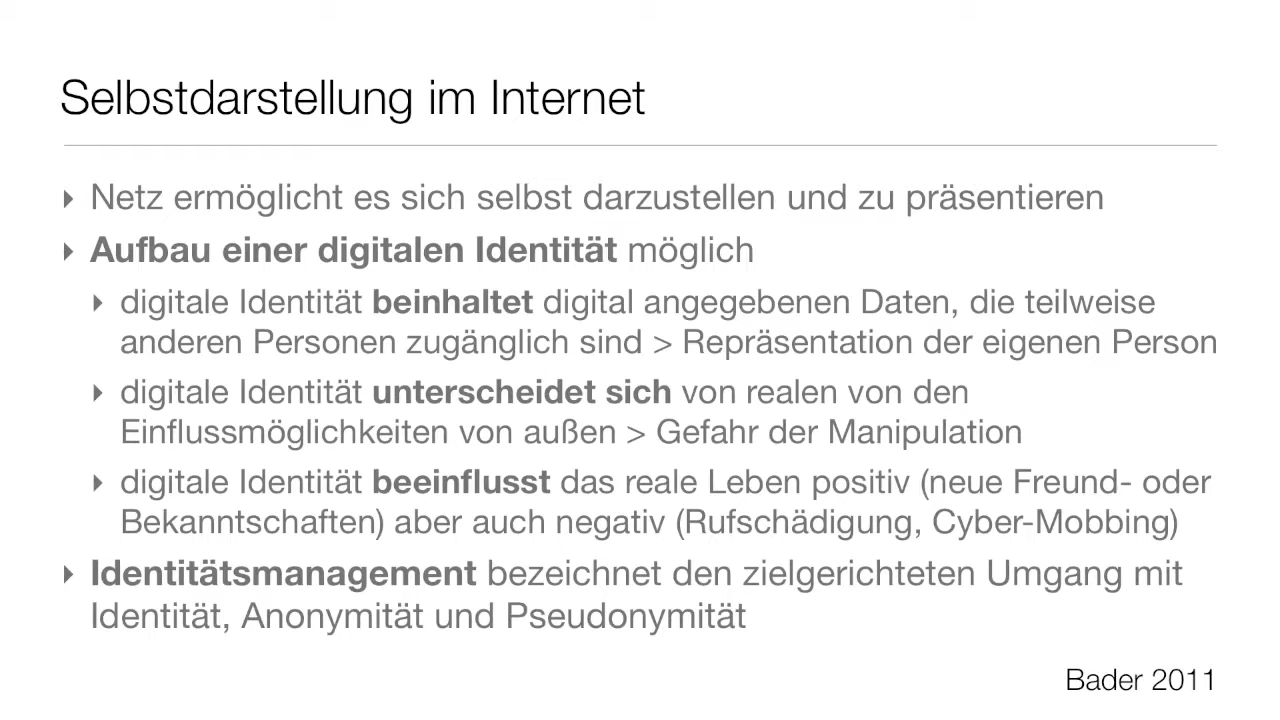 Selbstdarstellung im Internet
‣ Netz ermöglicht es sich selbst darzustellen und zu präsentieren
‣ Aufbau einer digitalen Identität möglich
‣ digitale Identität beinhaltet digital angegebenen Daten, die teilweise
anderen Personen zugänglich sind > Repräsentation der eigenen Person
‣ digitale Identität unterscheidet sich von realen von den
Einflussmöglichkeiten von außen > Gefahr der Manipulation
‣ digitale Identität beeinflusst das reale Leben positiv (neue Freund- oder
Bekanntschaften) aber auch negativ (Rufschädigung, Cyber-Mobbing)
‣ Identitätsmanagement bezeichnet den zielgerichteten Umgang mit
Identität, Anonymität und Pseudonymität
Bader 2011